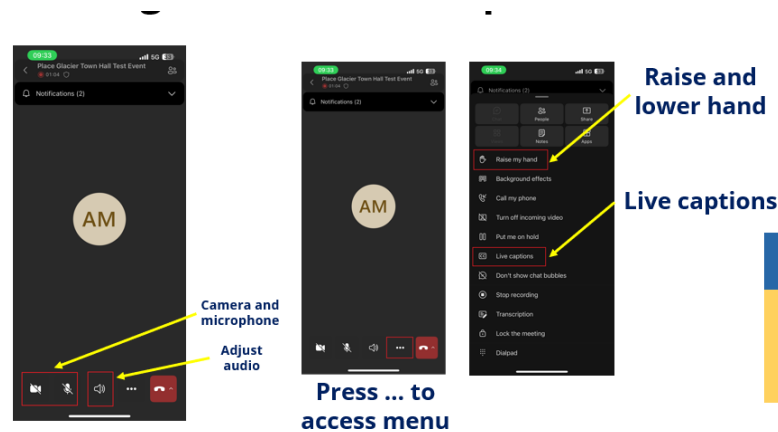 09:33
5G
Place Glacier Town Hall Test Event
01:04
Notifications (2)
AM
Camera and
microphone
Adjust
audio
09:33
5G
Place Glacier Town Hall Test Event
01:04
Notifications (2)
AM
Press ... to
access menu
09:34
5G
Notifications (2)
People
Share
Notes
Apps
Raise my hand
Background effects
Call my phone
Turn off incoming video
Put me on hold
Live captions
Don't show chat bubbles
Stop recording
Transcription
Lock the meeting
Dialpad
Raise and
lower hand
Live captions